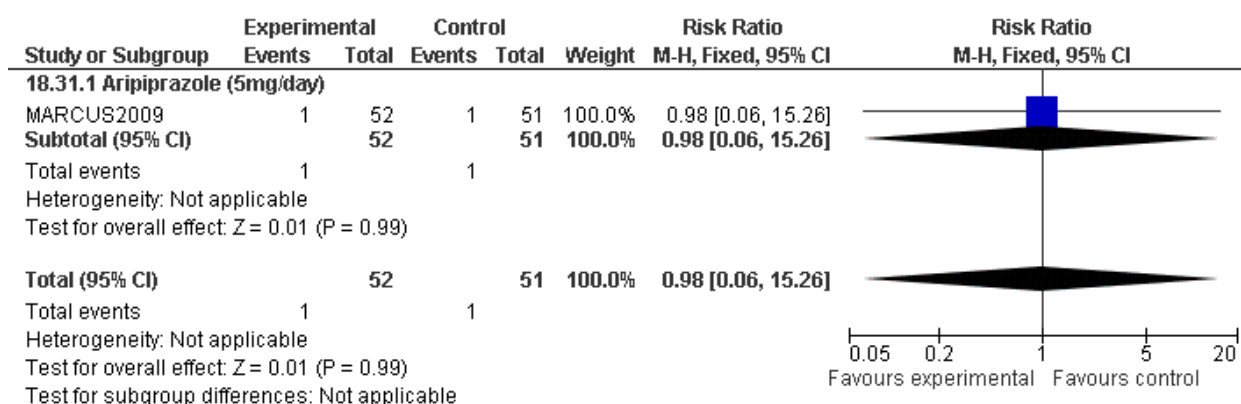 Experimental Control Risk Ratio Risk Ratio
Study or Subgroup Events Total Events Total Weight M-H, Fixed, 95% CI M-H, Fixed, 95% CI
18.31.1 Aripiprazole (5mg/day)
MARCUS2009 1 52 1 51 100.0% 0.98 [0.06, 15.26]
Subtotal (95% CI) 52 51 100.0% 0.98 [0.06, 15.26]
Total events 1 1
Heterogeneity: Not applicable
Test for overall effect: Z = 0.01 (P = 0.99)
Total (95% CI) 52 51 100.0% 0.98 [0.06, 15.26]
Total events 1 1
Heterogeneity: Not applicable
Test for overall effect: Z = 0.01 (P = 0.99)
Test for subgroup differences: Not applicable
0.05 0.2 1 5 20
Favours experimental Favours control